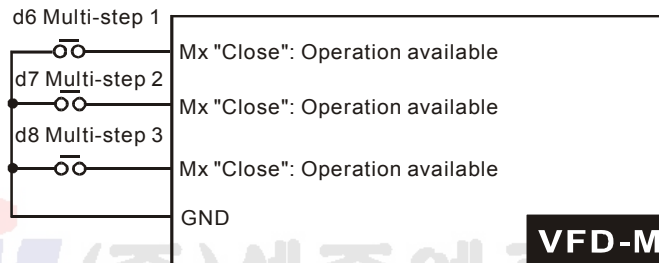 d6 Multi-step 1
Mx "Close": Operation available
d7 Multi-step 2
Mx "Close": Operation available
d8 Multi-step 3
Mx "Close": Operation available
GND
VFD-M